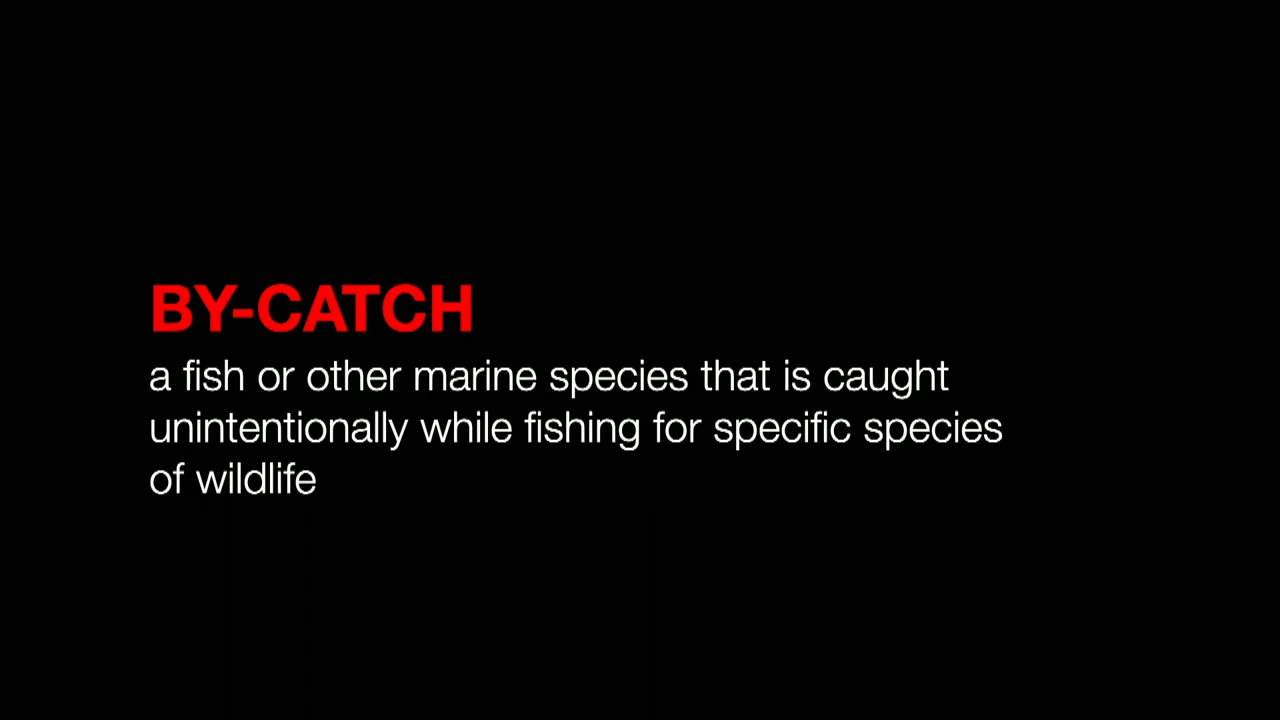 BY-CATCH
a fish or other marine species that is caught
unintentionally while fishing for specific species
of wildlife